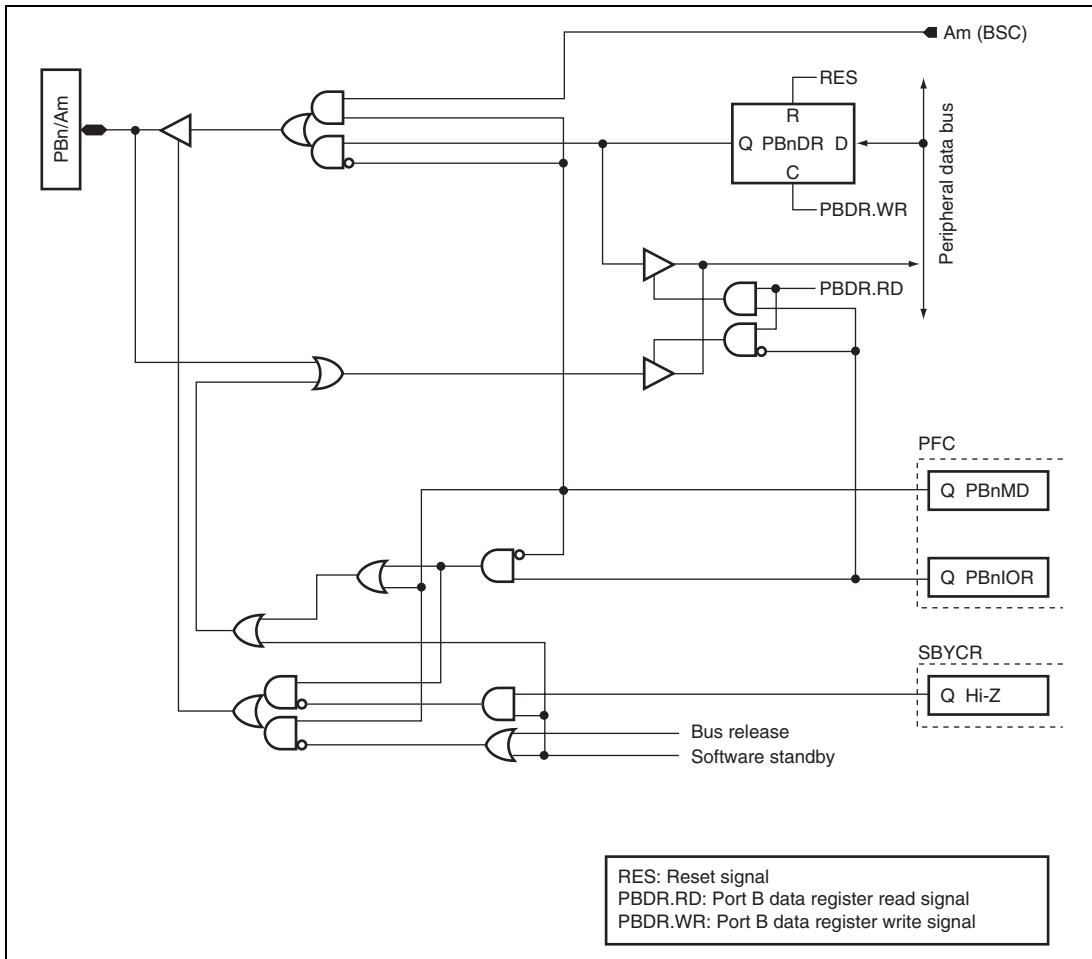 Am (BSC)
PBn/Am
RES
R
Q PBnDR D
C
PBDR.WR
Peripheral data bus
PBDR.RD
PFC
Q PBnMD
Q PBnIOR
SBYCR
Q Hi-Z
Bus release
Software standby
RES: Reset signal
PBDR.RD: Port B data register read signal
PBDR.WR: Port B data register write signal